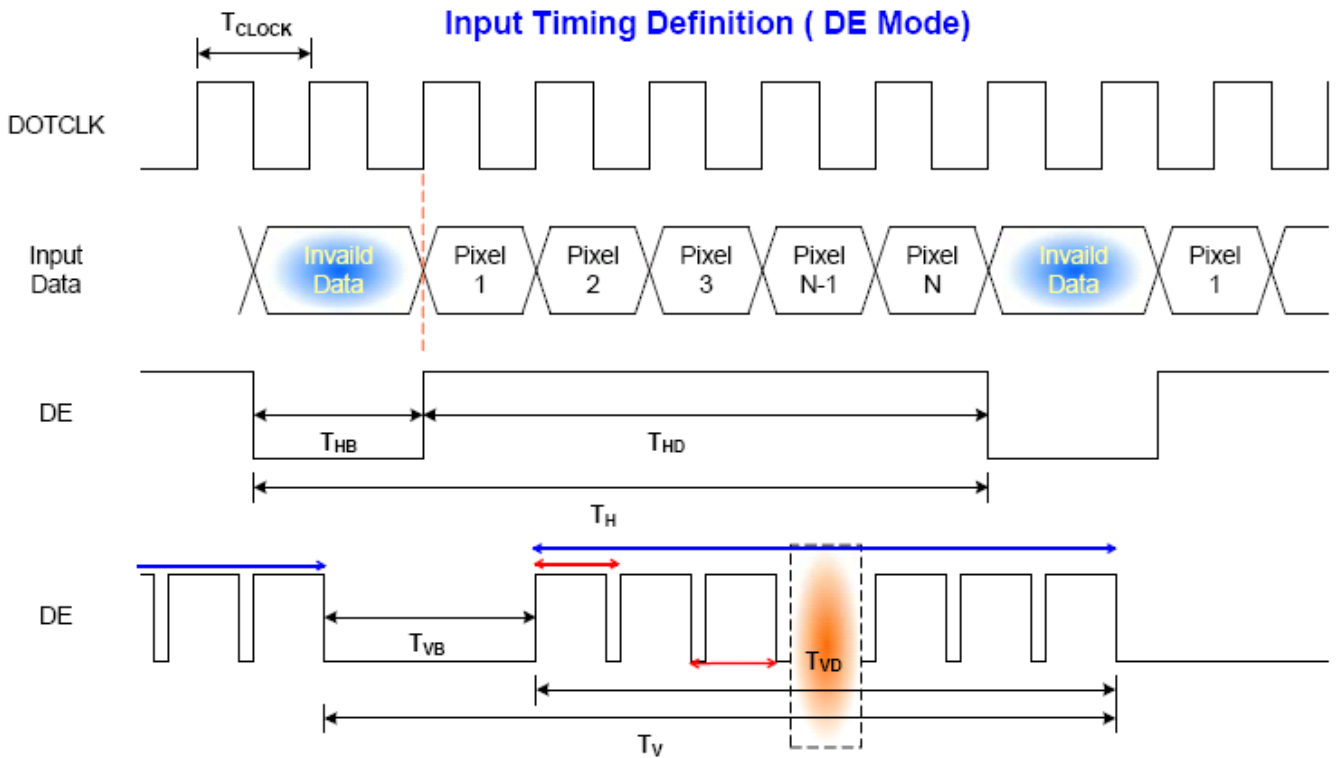 Input Timing Definition ( DE Mode)
TCLOCK
DOTCLK
Input
Data
Invaild
Data
Pixel
1
Pixel
2
Pixel
3
Pixel
N-1
Pixel
N
Invaild
Data
Pixel
1
DE
THB
THD
TH
DE
TVB
TVD
TV